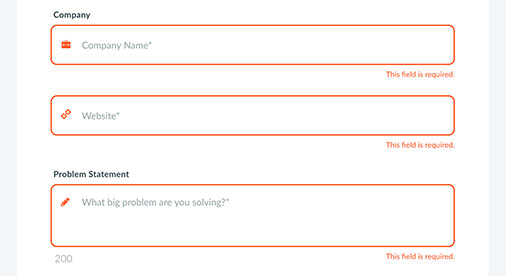 Company
Company Name*
This field is required.
Website*
This field is required.
Problem Statement
What big problem are you solving?*
200
This field is required.